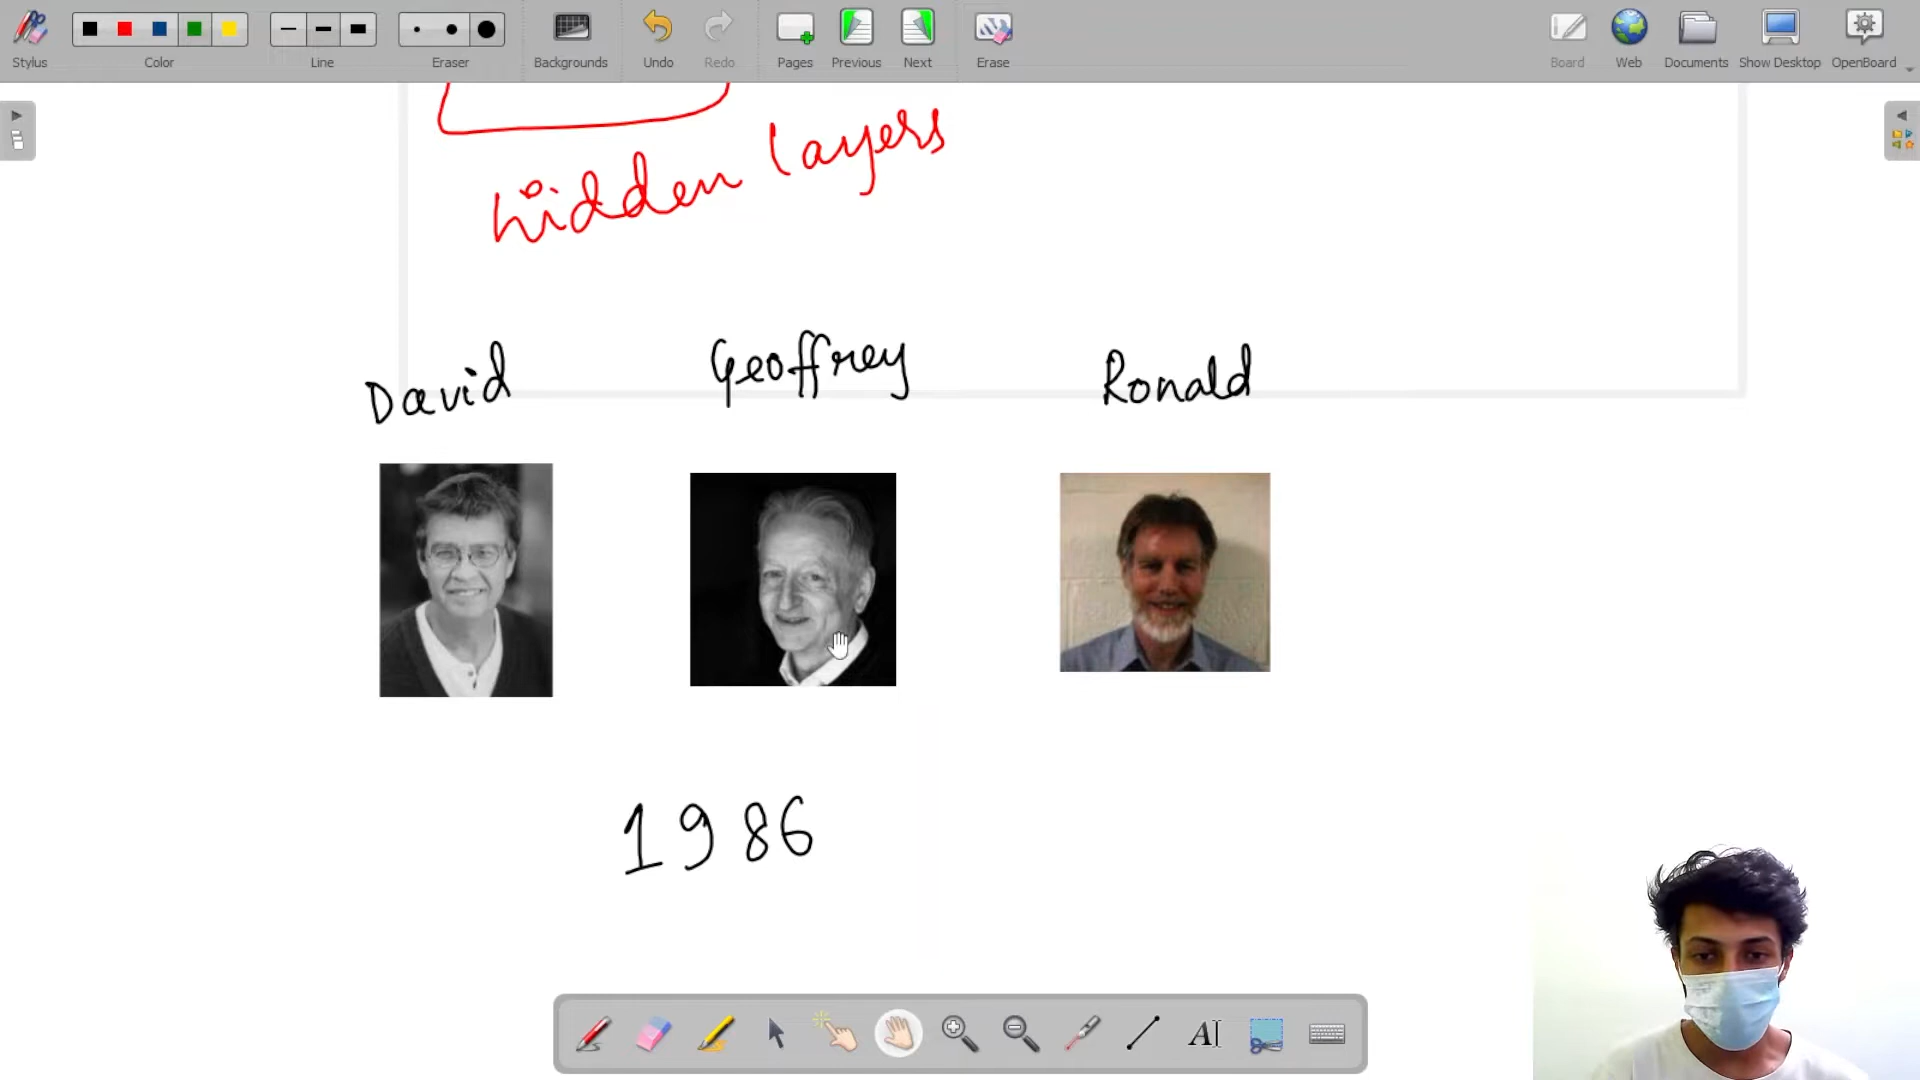 Stylus Color Line Eraser Backgrounds Undo Redo Pages Previous Next Erase Board Web Documents Show Desktop OpenBoard
hidden layers
David Geoffrey Ronald
1986
AI